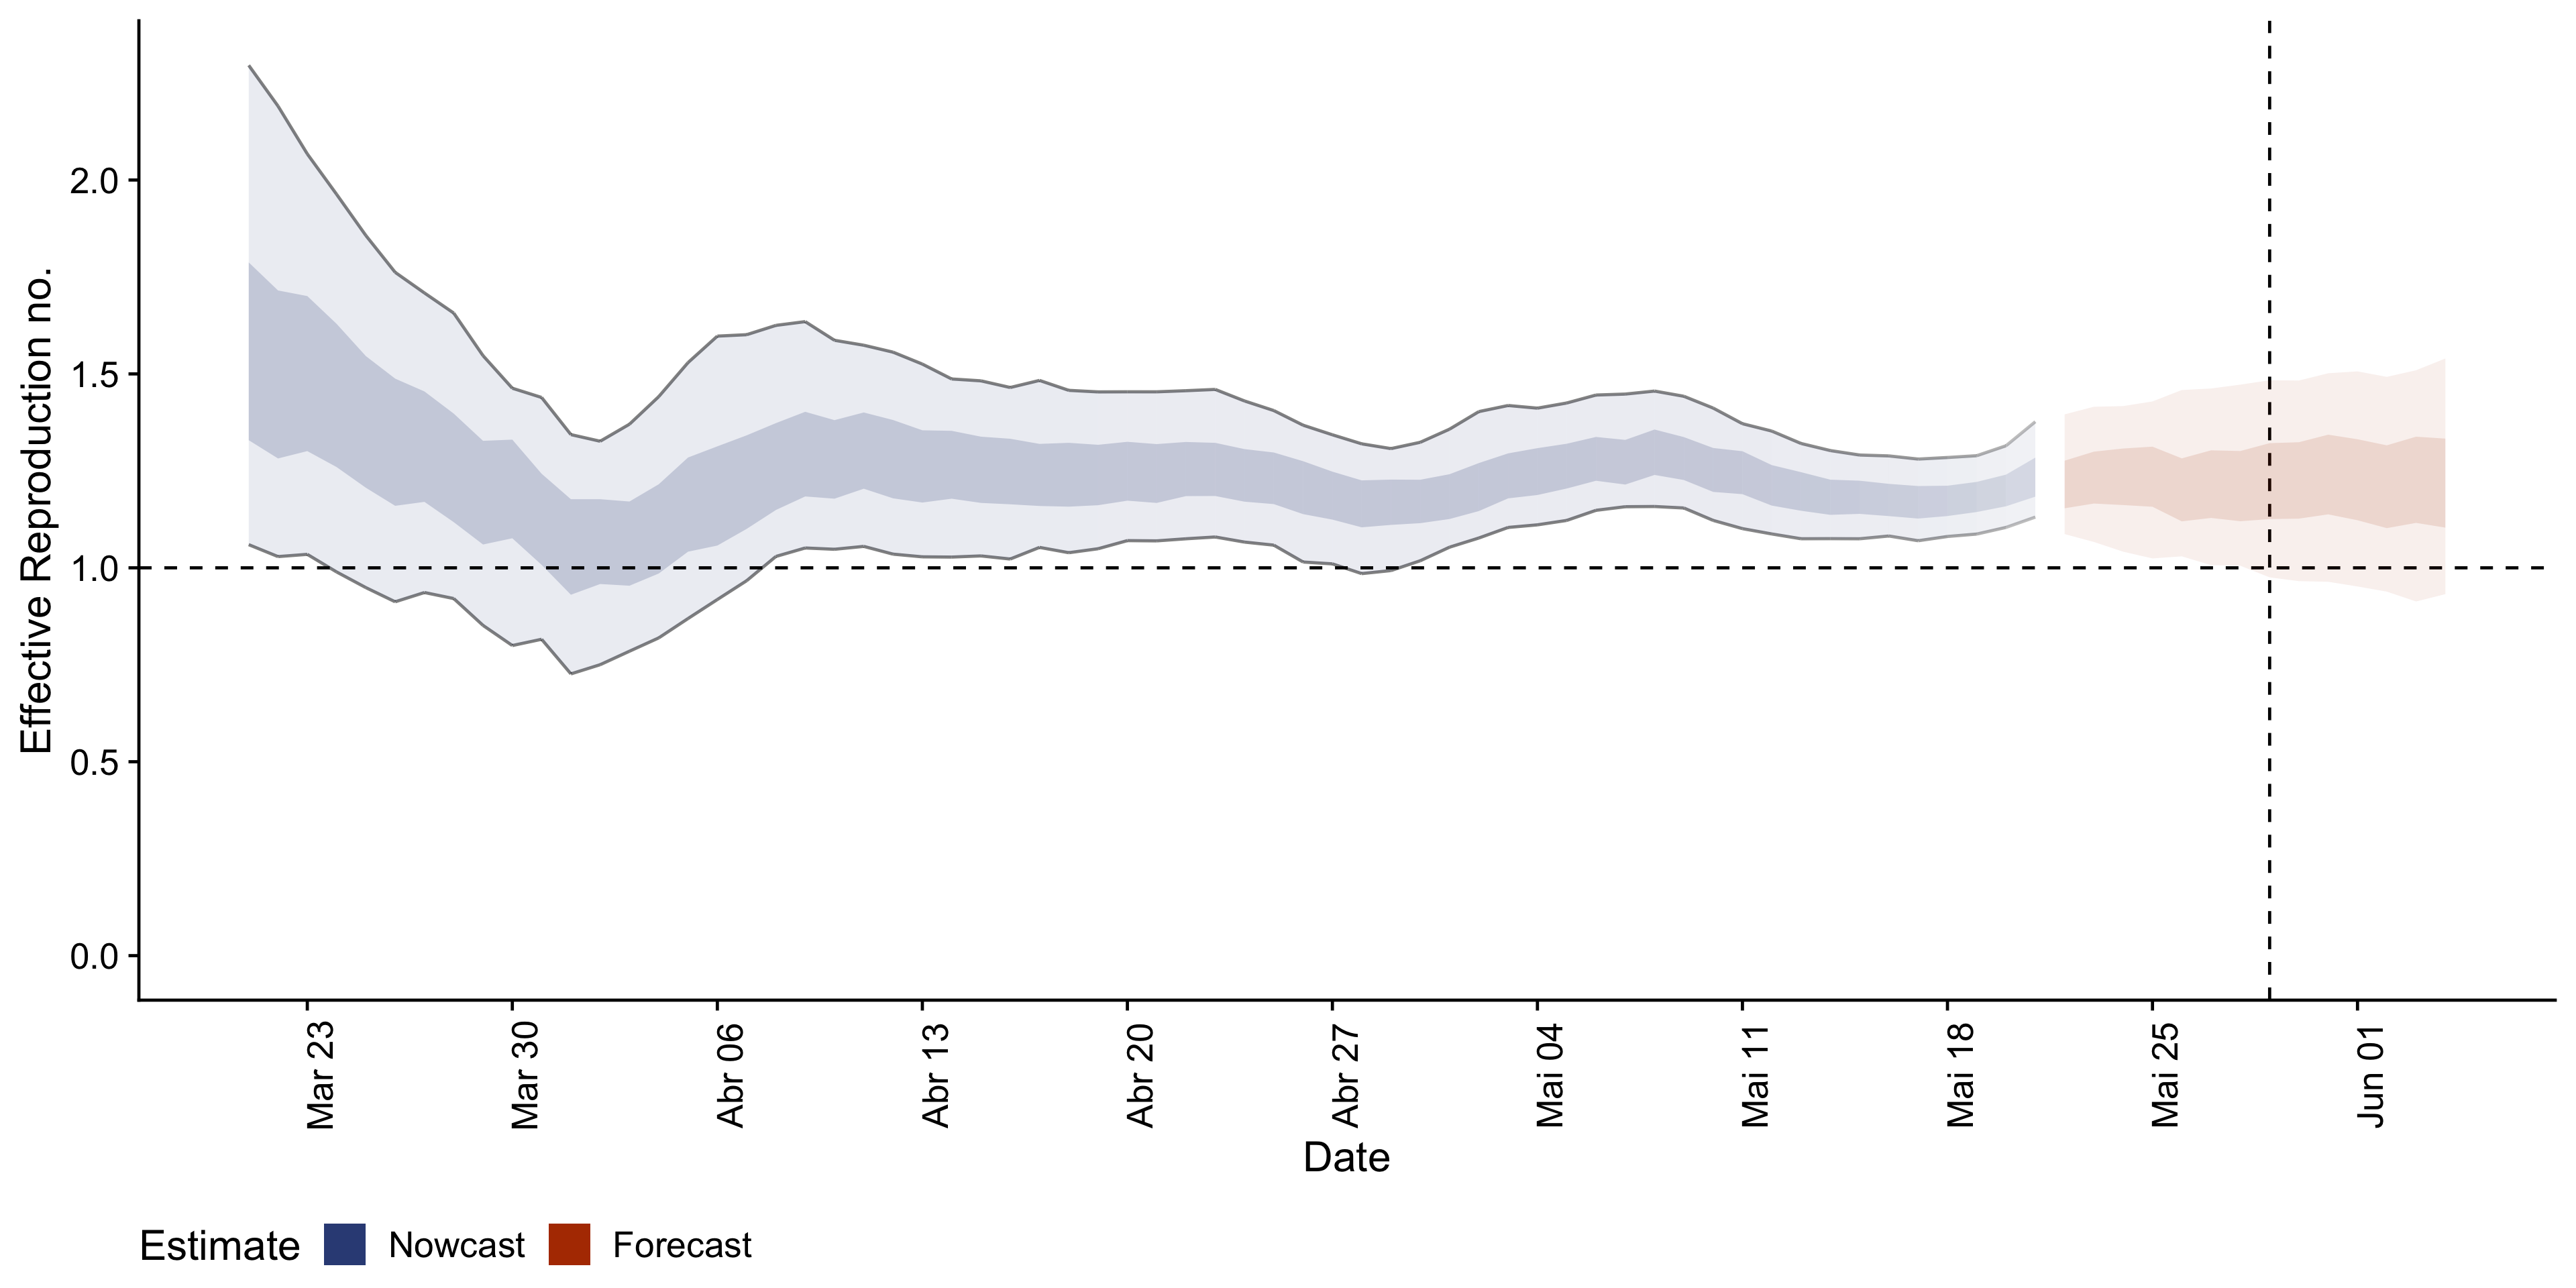 Effective Reproduction no.
2.0
1.5
1.0
0.5
0.0
Mar 23
Mar 30
Abr 06
Abr 13
Abr 20
Abr 27
Mai 04
Mai 11
Mai 18
Mai 25
Jun 01
Date
Estimate Nowcast Forecast